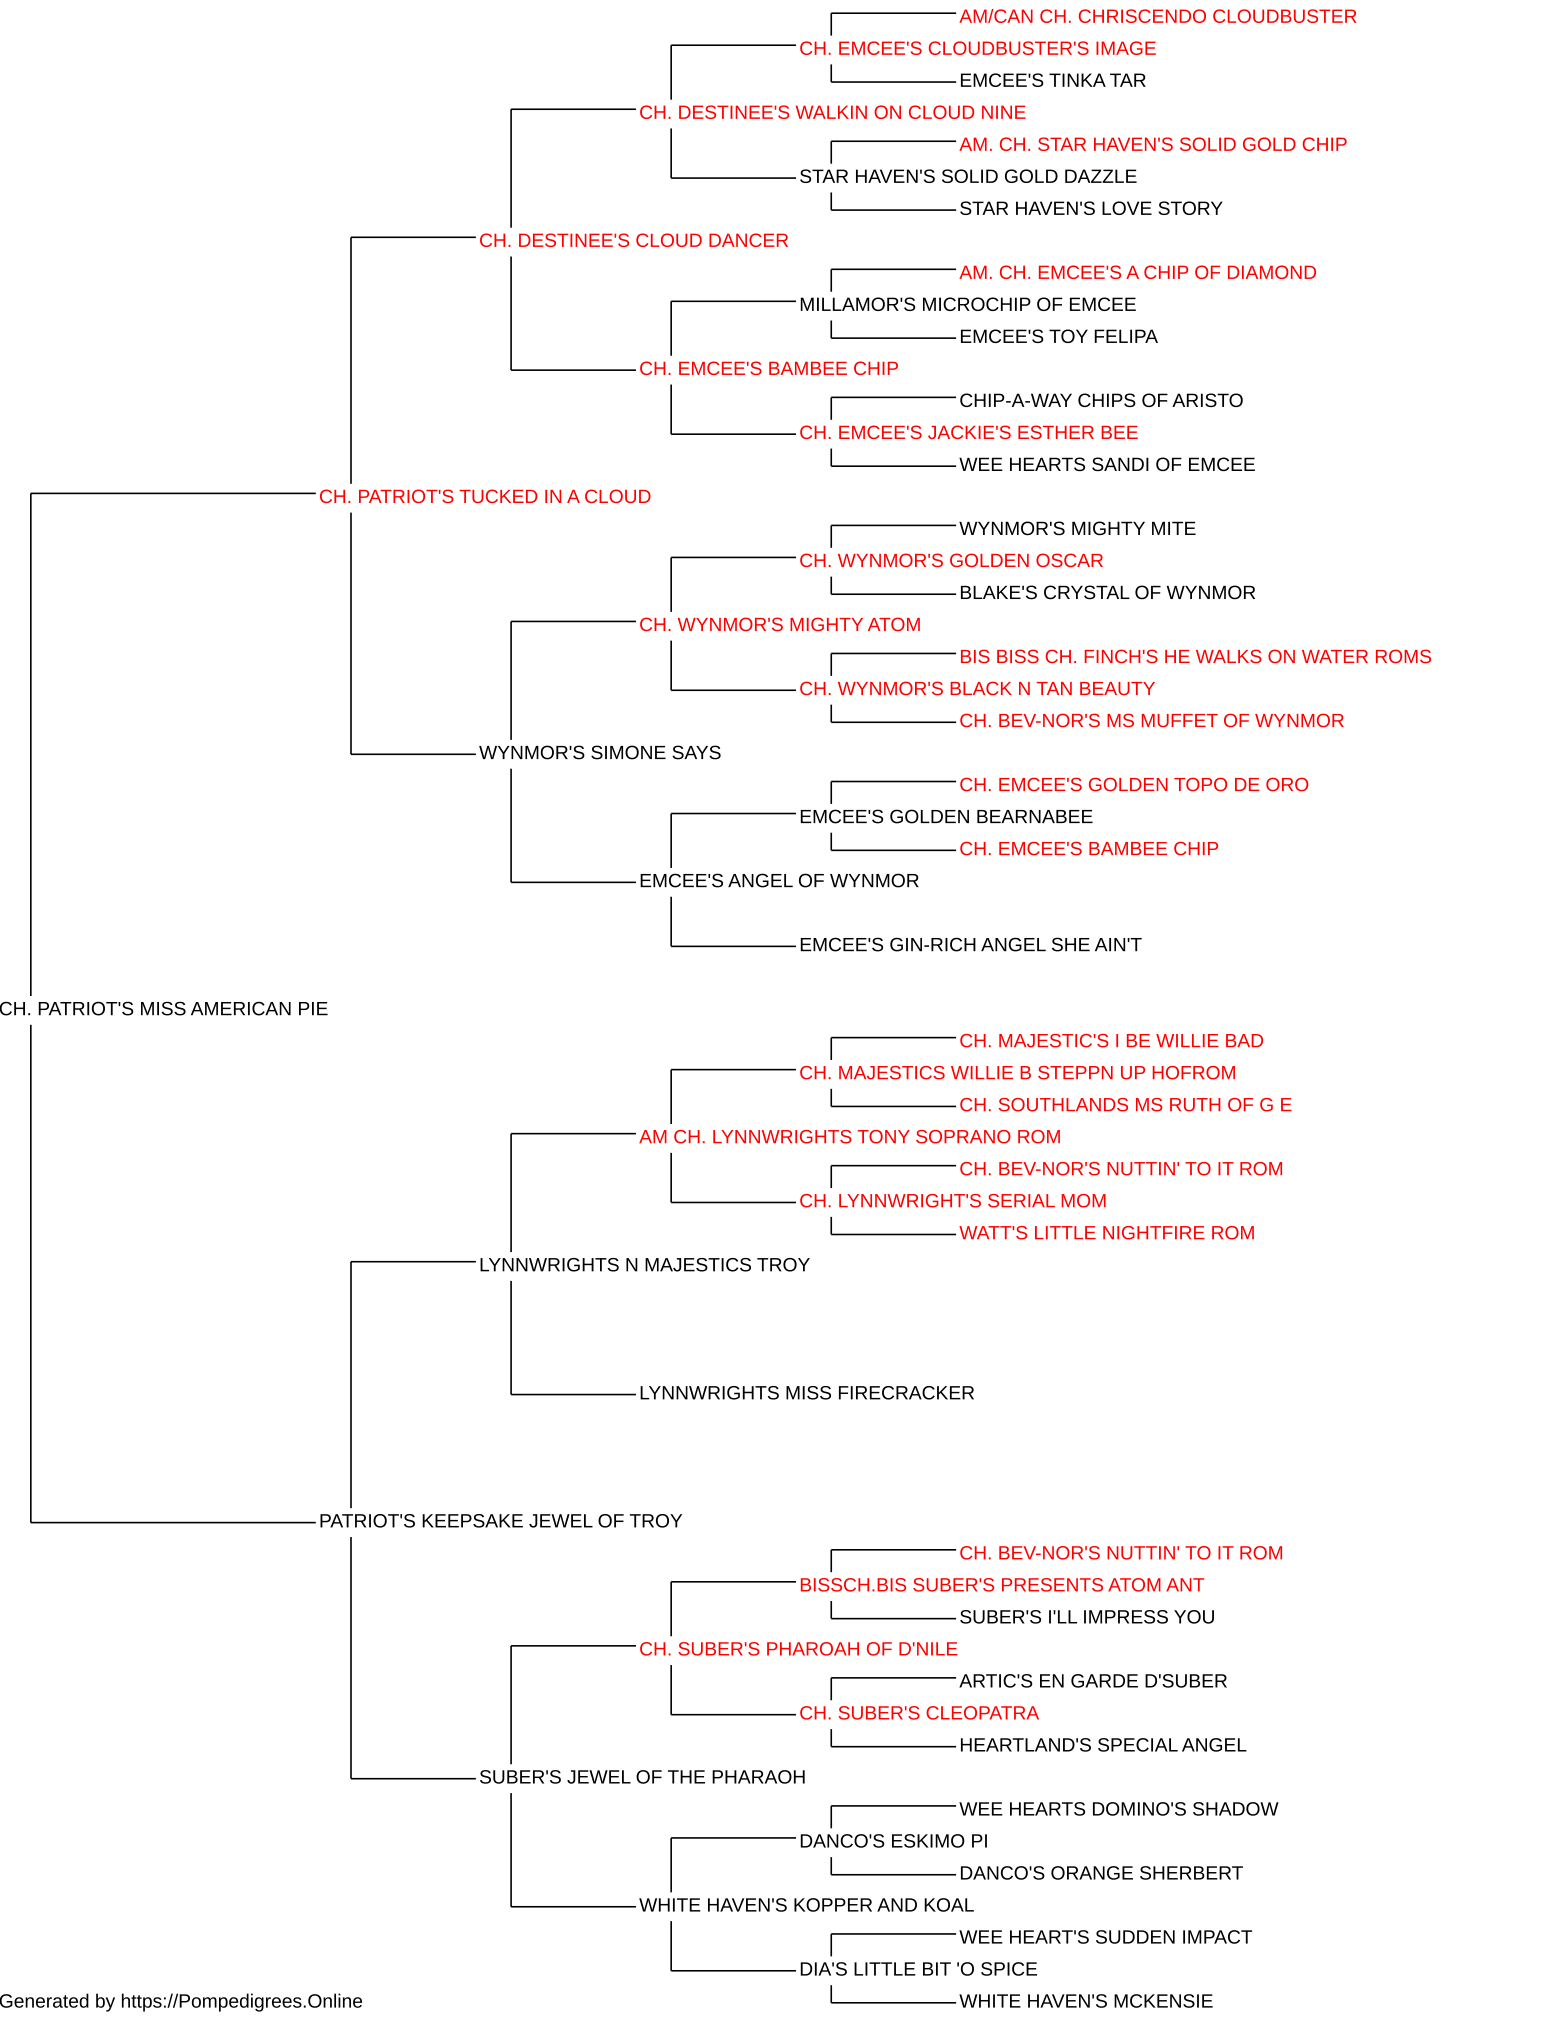 AM/CAN CH. CHRISCENDO CLOUDBUSTER
CH. EMCEE'S CLOUDBUSTER'S IMAGE
EMCEE'S TINKA TAR
CH. DESTINEE'S WALKIN ON CLOUD NINE
AM. CH. STAR HAVEN'S SOLID GOLD CHIP
STAR HAVEN'S SOLID GOLD DAZZLE
STAR HAVEN'S LOVE STORY
CH. DESTINEE'S CLOUD DANCER
AM. CH. EMCEE'S A CHIP OF DIAMOND
MILLAMOR'S MICROCHIP OF EMCEE
EMCEE'S TOY FELIPA
CH. EMCEE'S BAMBEE CHIP
CHIP-A-WAY CHIPS OF ARISTO
CH. EMCEE'S JACKIE'S ESTHER BEE
WEE HEARTS SANDI OF EMCEE
CH. PATRIOT'S TUCKED IN A CLOUD
WYNMOR'S MIGHTY MITE
CH. WYNMOR'S GOLDEN OSCAR
BLAKE'S CRYSTAL OF WYNMOR
CH. WYNMOR'S MIGHTY ATOM
BIS BISS CH. FINCH'S HE WALKS ON WATER ROMS
CH. WYNMOR'S BLACK N TAN BEAUTY
CH. BEV-NOR'S MS MUFFET OF WYNMOR
WYNMOR'S SIMONE SAYS
CH. EMCEE'S GOLDEN TOPO DE ORO
EMCEE'S GOLDEN BEARNABEE
CH. EMCEE'S BAMBEE CHIP
EMCEE'S ANGEL OF WYNMOR
EMCEE'S GIN-RICH ANGEL SHE AIN'T
CH. PATRIOT'S MISS AMERICAN PIE
CH. MAJESTIC'S I BE WILLIE BAD
CH. MAJESTICS WILLIE B STEPPN UP HOFROM
CH. SOUTHLANDS MS RUTH OF G E
AM CH. LYNNWRIGHTS TONY SOPRANO ROM
CH. BEV-NOR'S NUTTIN' TO IT ROM
CH. LYNNWRIGHT'S SERIAL MOM
WATT'S LITTLE NIGHTFIRE ROM
LYNNWRIGHTS N MAJESTICS TROY
LYNNWRIGHTS MISS FIRECRACKER
PATRIOT'S KEEPSAKE JEWEL OF TROY
CH. BEV-NOR'S NUTTIN' TO IT ROM
BISSCH.BIS SUBER'S PRESENTS ATOM ANT
SUBER'S I'LL IMPRESS YOU
CH. SUBER'S PHAROAH OF D'NILE
ARTIC'S EN GARDE D'SUBER
CH. SUBER'S CLEOPATRA
HEARTLAND'S SPECIAL ANGEL
SUBER'S JEWEL OF THE PHARAOH
WEE HEARTS DOMINO'S SHADOW
DANCO'S ESKIMO PI
DANCO'S ORANGE SHERBERT
WHITE HAVEN'S KOPPER AND KOAL
WEE HEART'S SUDDEN IMPACT
DIA'S LITTLE BIT 'O SPICE
WHITE HAVEN'S MCKENSIE
Generated by https://Pompedigrees.Online